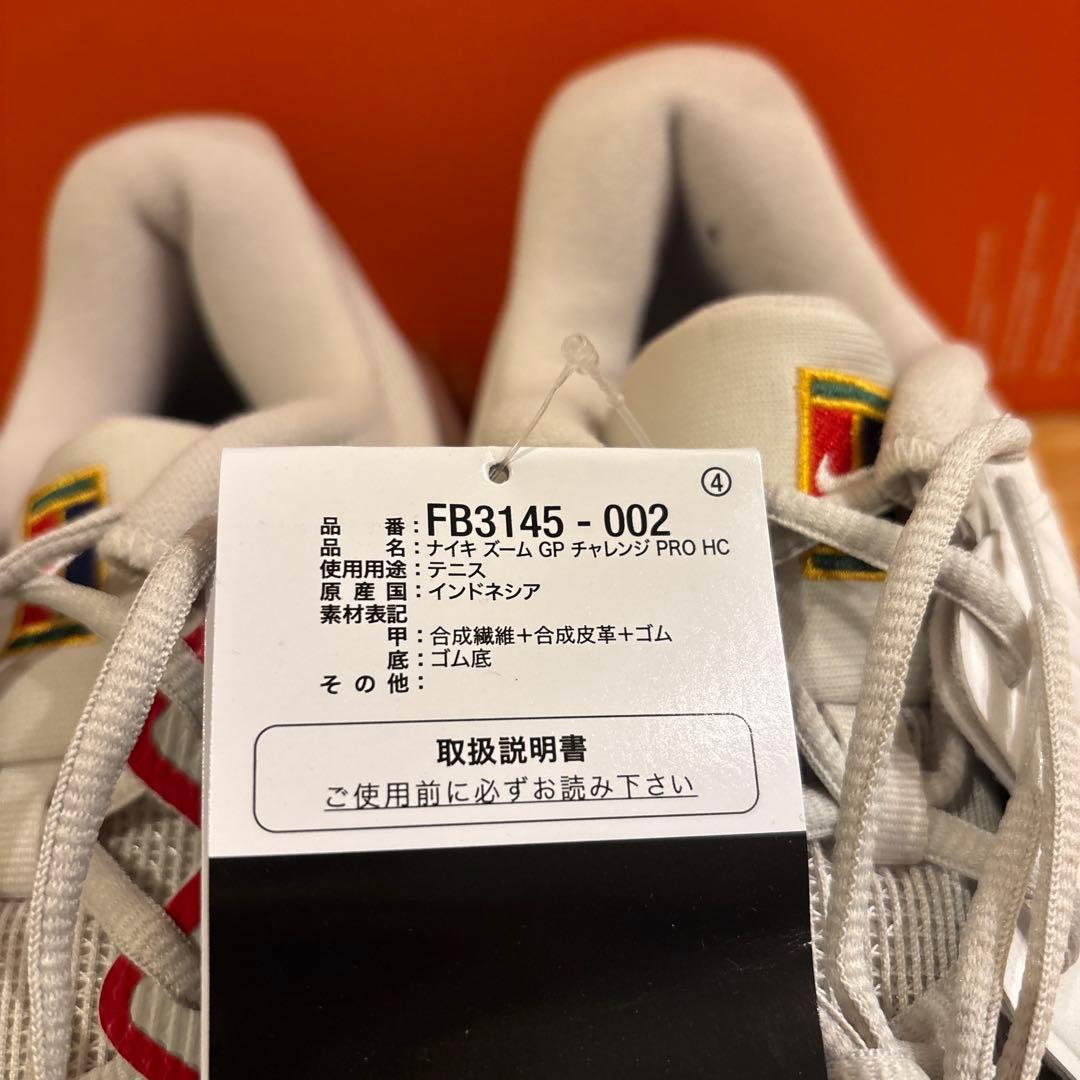 ④
品 番：FB3145 - 002
品 名：ナイキ ズーム GP チャレンジ PRO HC
使用用途：テニス
原 産 国：インドネシア
素材表記
甲：合成繊維＋合成皮革＋ゴム
底：ゴム底
そ の 他：
取扱説明書
ご使用前に必ずお読み下さい